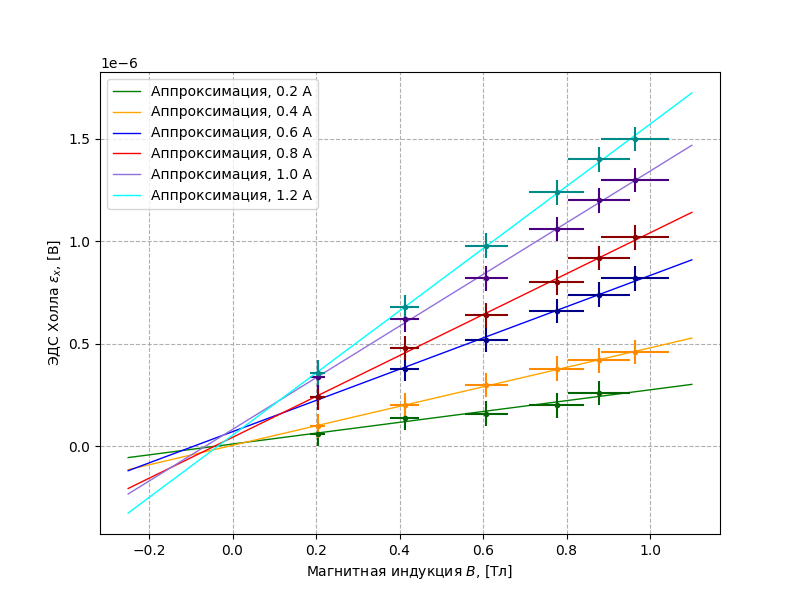 1e−6
Аппроксимация, 0.2 А
Аппроксимация, 0.4 А
Аппроксимация, 0.6 А
Аппроксимация, 0.8 А
Аппроксимация, 1.0 А
Аппроксимация, 1.2 А
1.5
1.0
0.5
0.0
ЭДС Холла εₓ, [В]
−0.2 0.0 0.2 0.4 0.6 0.8 1.0
Магнитная индукция B, [Тл]